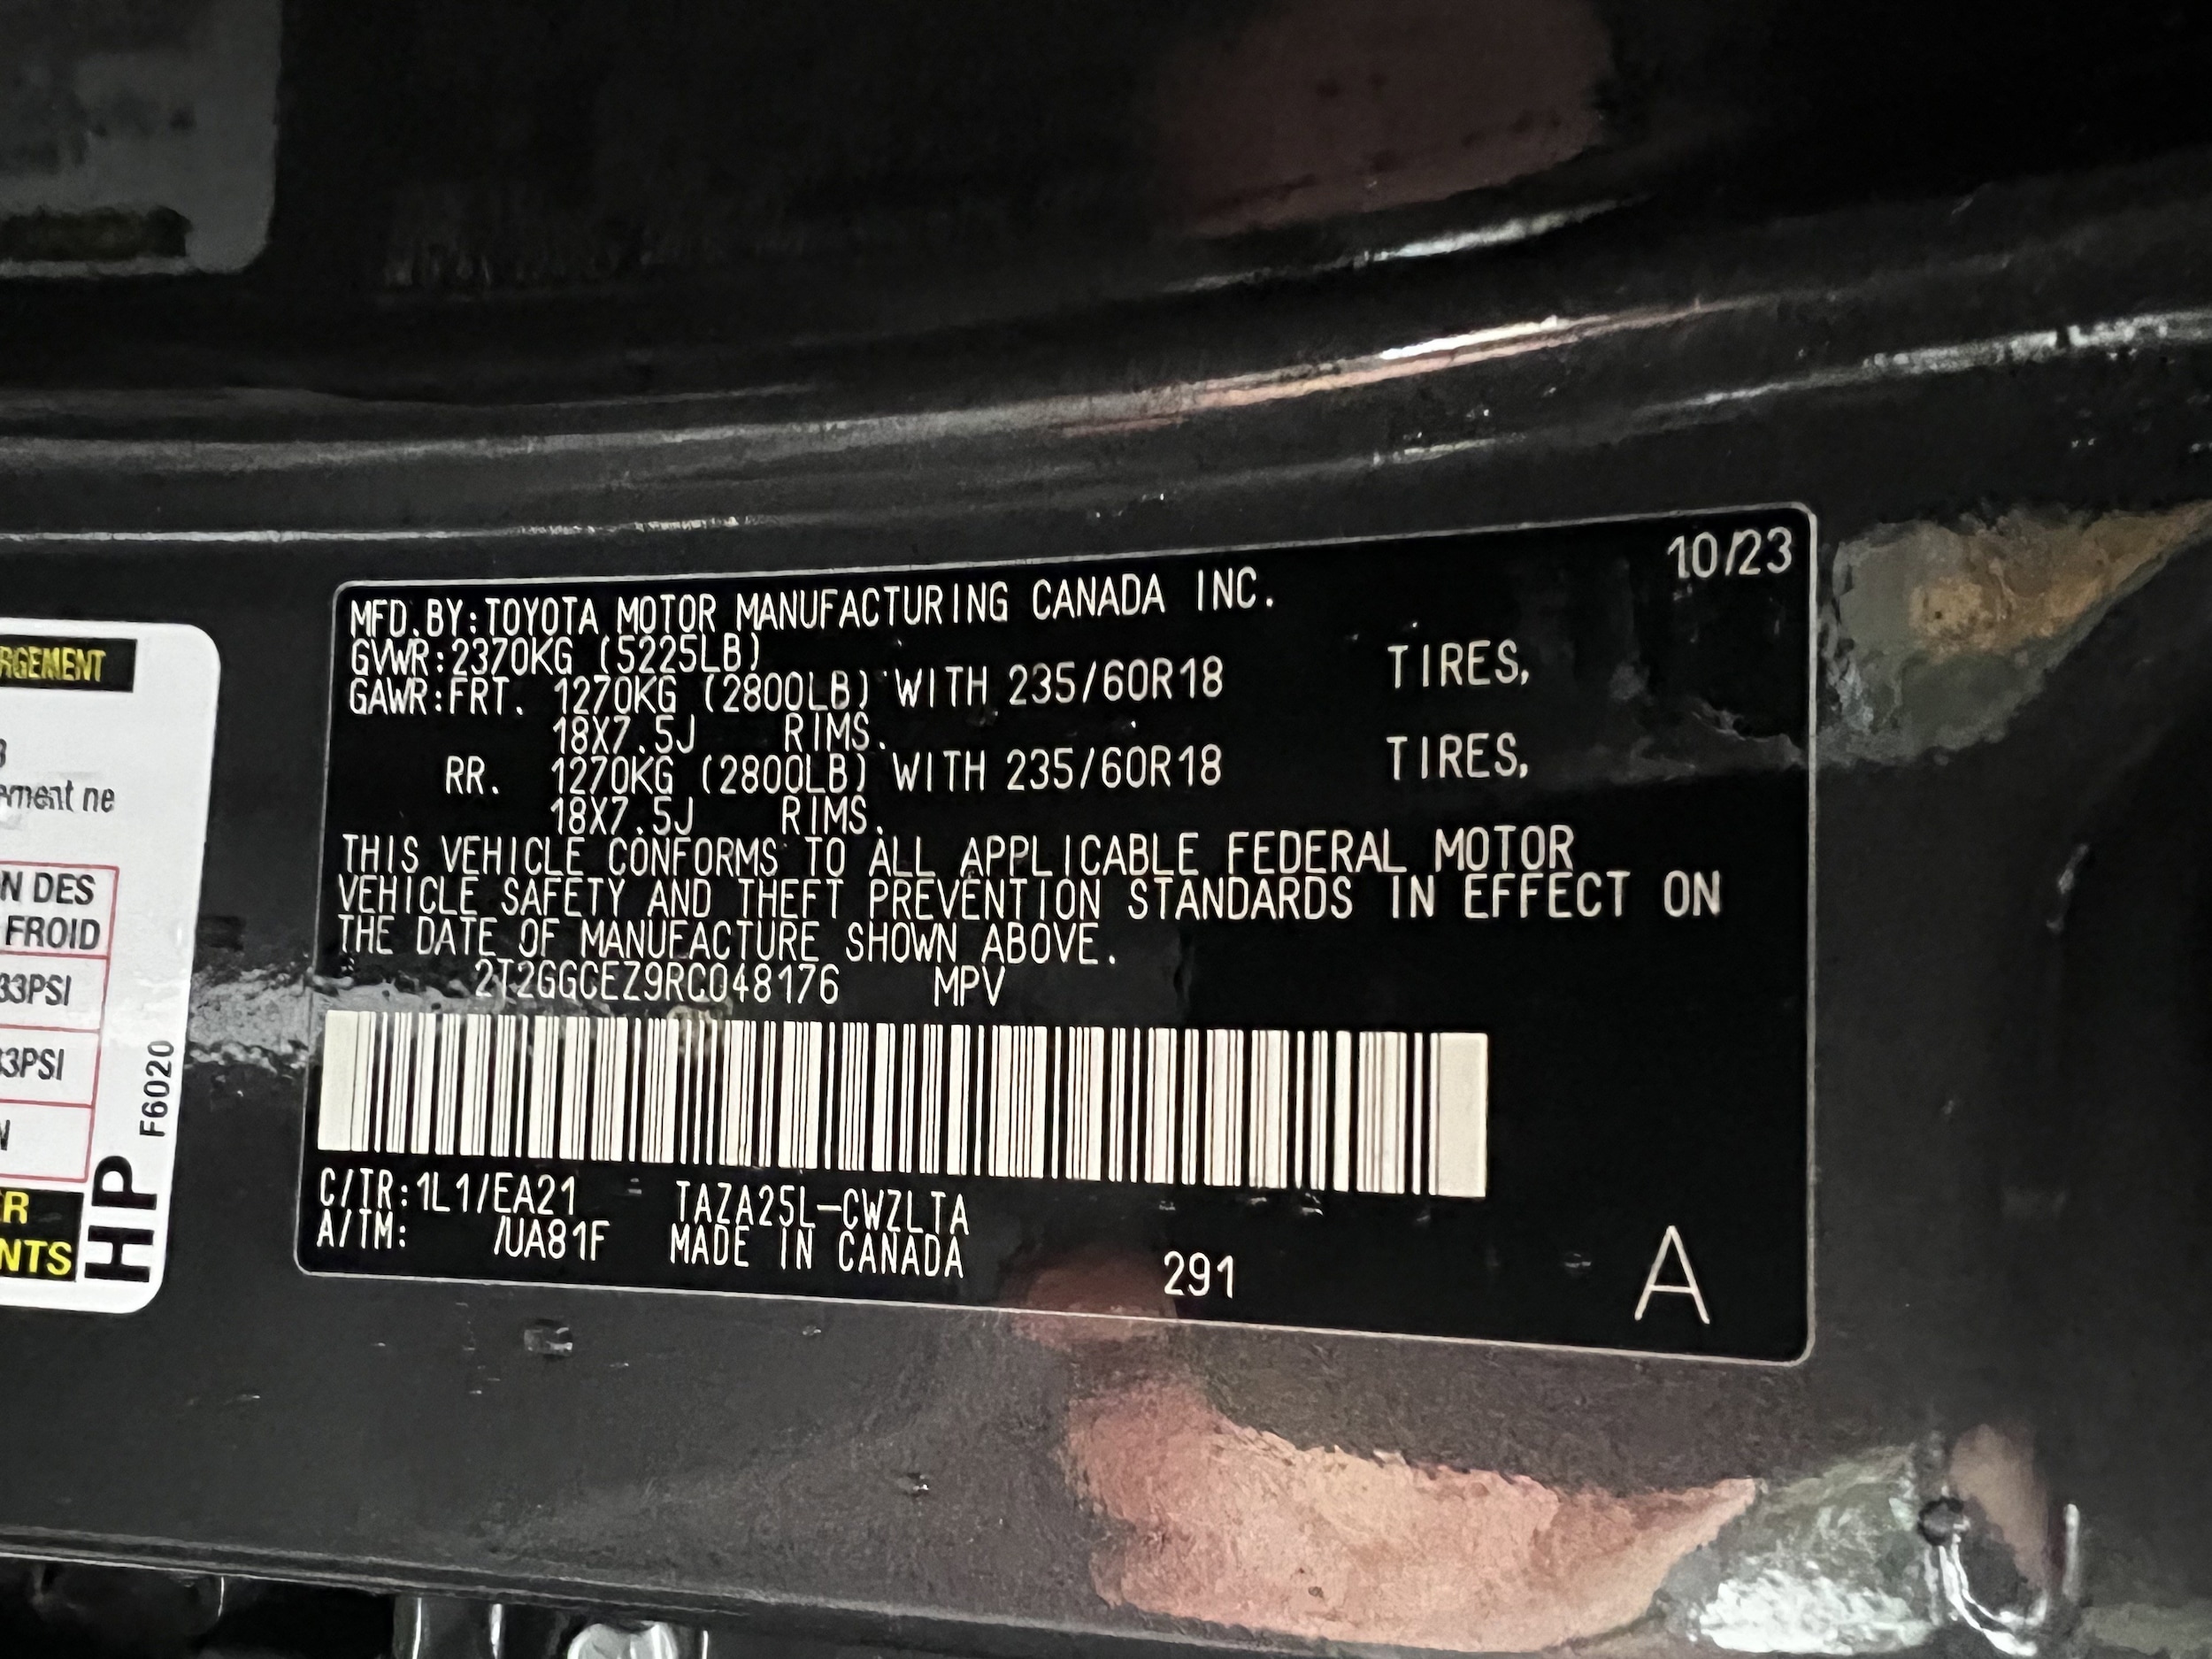 10/23
MFD.BY:TOYOTA MOTOR MANUFACTURING CANADA INC.
GVWR:2370KG (5225LB)
GAWR:FRT. 1270KG (2800LB) WITH 235/60R18 TIRES,
18X7.5J RIMS.
RR. 1270KG (2800LB) WITH 235/60R18 TIRES,
18X7.5J RIMS.
THIS VEHICLE CONFORMS TO ALL APPLICABLE FEDERAL MOTOR
VEHICLE SAFETY AND THEFT PREVENTION STANDARDS IN EFFECT ON
THE DATE OF MANUFACTURE SHOWN ABOVE.
2T2GGCEZ9RC048176 MPV
C/TR:1L1/EA21 TAZA25L-CWZLTA
A/TM: /UA81F MADE IN CANADA
291
A
RGEMENT
ement ne
N DES
FROID
33PSI
3PSI
N
R
NTS
HP
F6020